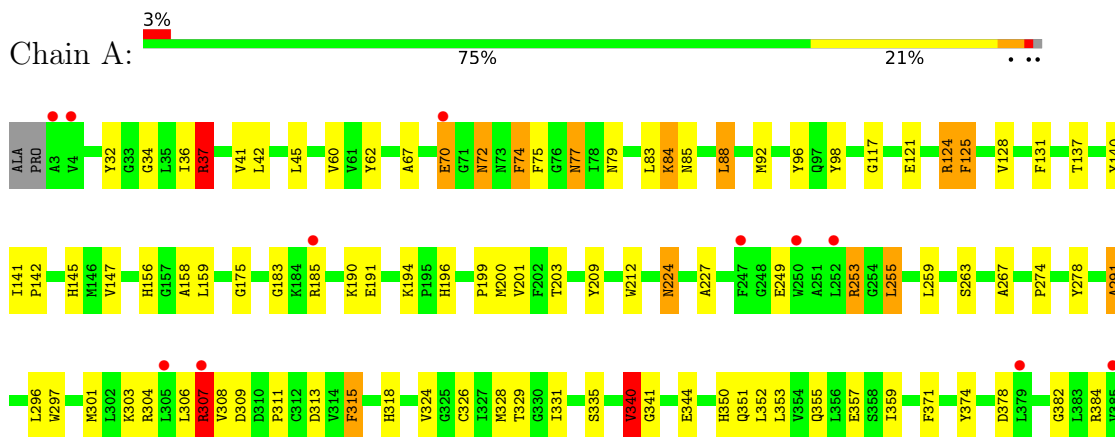 3%
Chain A:
75% 21% . ..
ALA PRO A3 V4 Y32 G33 G34 L35 I36 R37 V41 L42 L45 V60 V61 Y62 A67 E70 G71 N72 N73 F74 F75 G76 N77 I78 N79 L83 K84 N85 L88 M92 Y96 Q97 Y98 G117 E121 R124 F125 V128 F131 T137
I141 P142 H145 M146 V147 H156 G157 A158 L159 G175 G183 K184 R185 K190 E191 K194 P195 H196 P199 M200 V201 F202 T203 Y209 W212 N224 A227 F247 G248 E249 W250 A251 L252 R253 G254 L255 L259 S263 A267 P274 Y278 A291
L296 W297 M301 L302 K303 R304 L305 L306 R307 V308 D309 D310 P311 C312 D313 V314 F315 H318 V324 G325 C326 I327 M328 T329 G330 I331 S335 V340 G341 E344 H350 Q351 L352 L353 V354 Q355 L356 E357 S358 I359 F371 Y374 D378 L379 G382 L383 R384